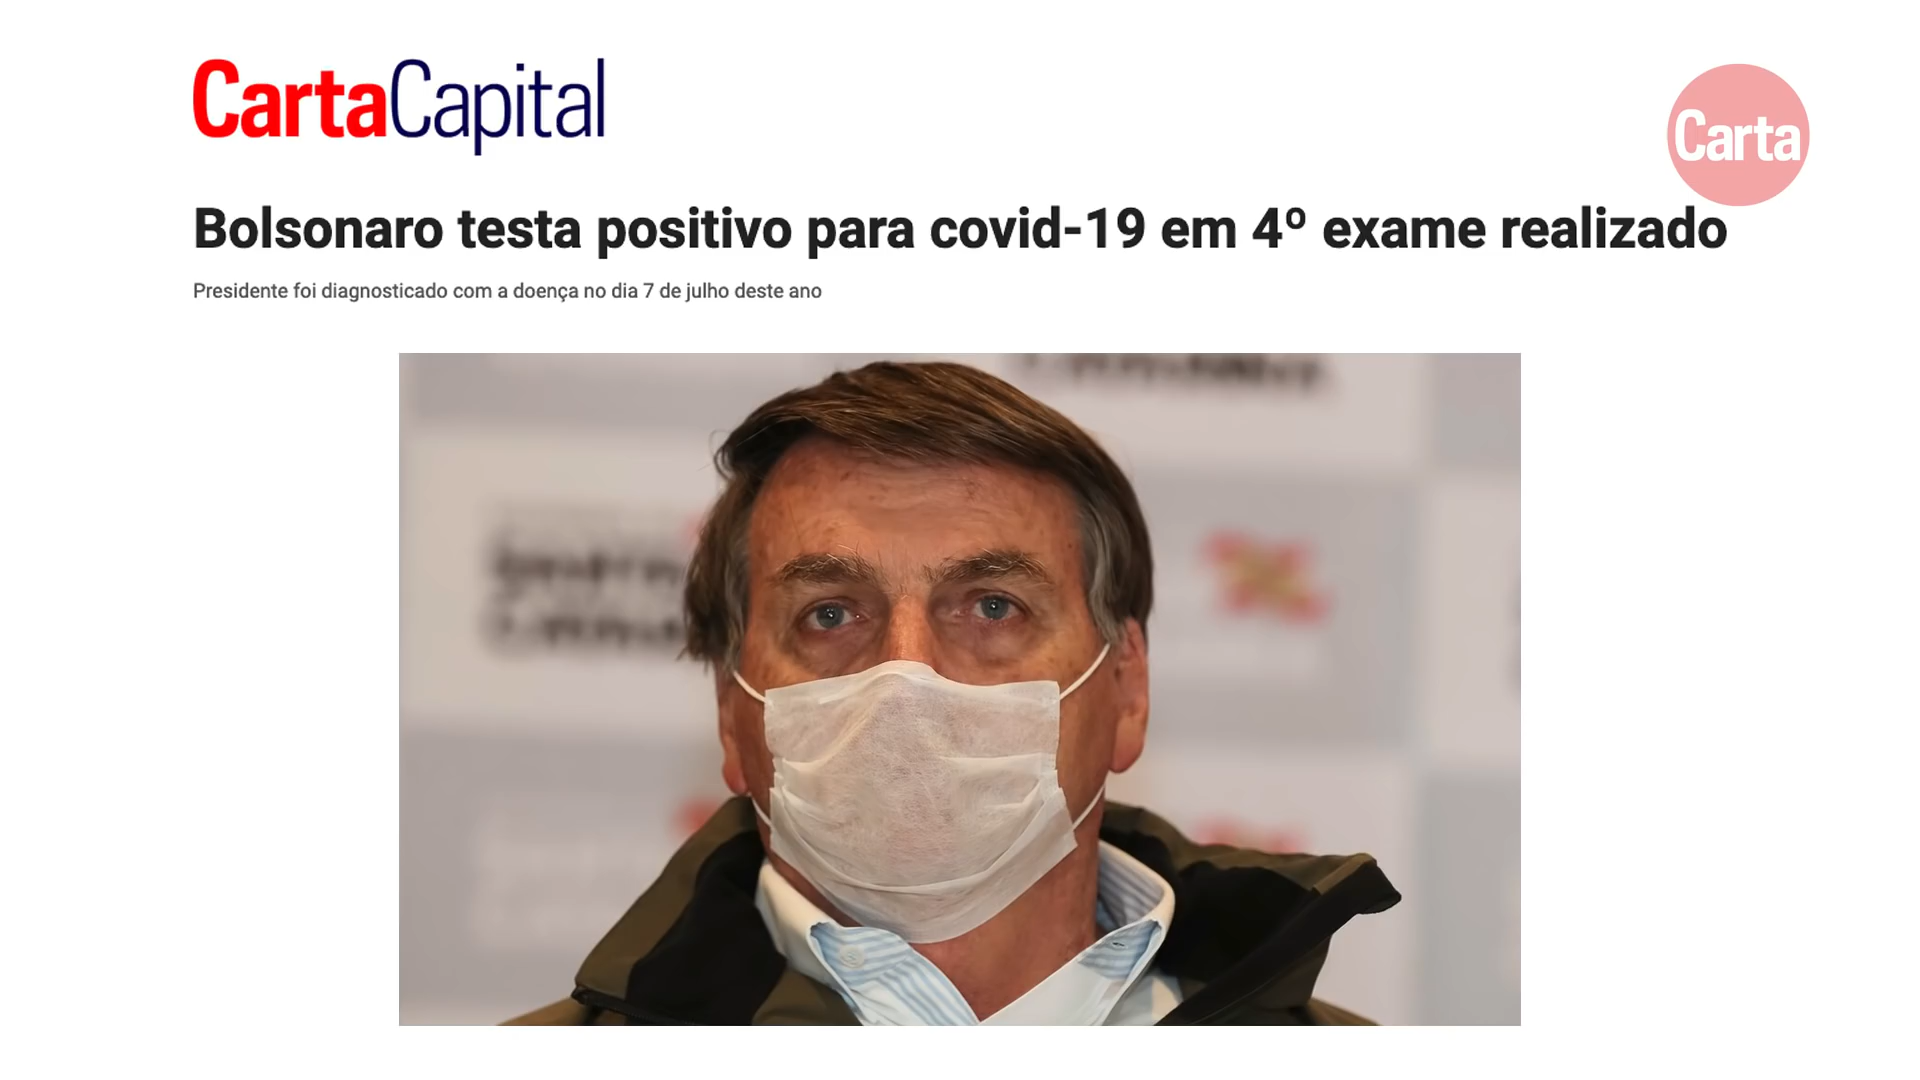 CartaCapital
Carta
Bolsonaro testa positivo para covid-19 em 4º exame realizado
Presidente foi diagnosticado com a doença no dia 7 de julho deste ano